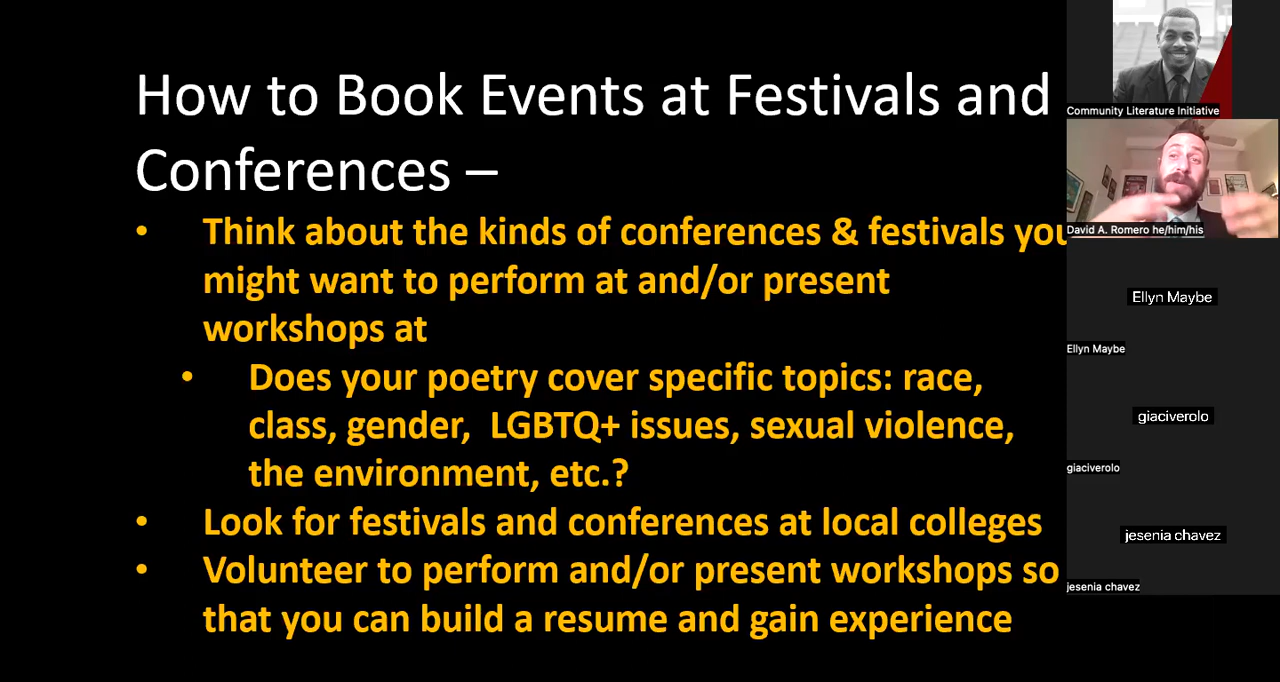 How to Book Events at Festivals and
Conferences –
• Think about the kinds of conferences & festivals you
might want to perform at and/or present
workshops at
• Does your poetry cover specific topics: race,
class, gender, LGBTQ+ issues, sexual violence,
the environment, etc.?
• Look for festivals and conferences at local colleges
• Volunteer to perform and/or present workshops so
that you can build a resume and gain experience
Community Literature Initiative
David A. Romero he/him/his
Ellyn Maybe
Ellyn Maybe
giaciverolo
giaciverolo
jesenia chavez
jesenia chavez